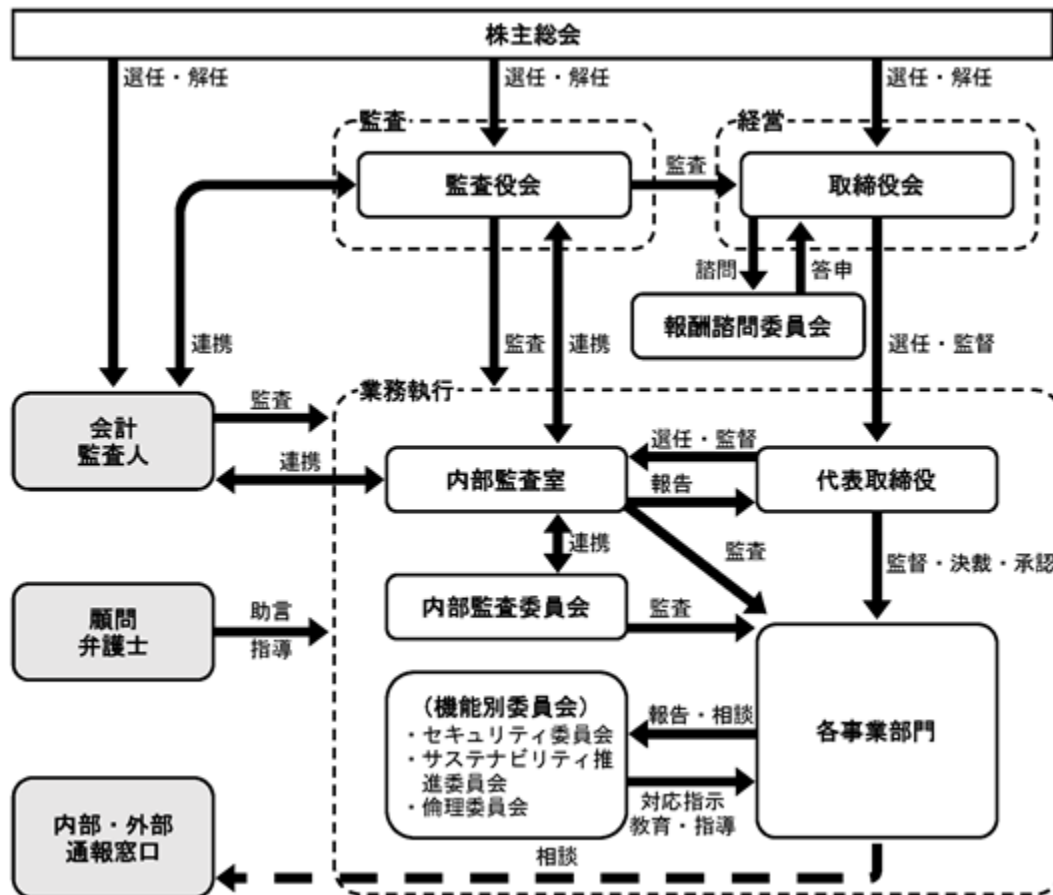 株主総会
選任・解任
選任・解任
選任・解任
監査
経営
監査役会
監査
取締役会
諮問
答申
報酬諮問委員会
連携
監査
連携
選任・監督
業務執行
会計
監査人
監査
連携
内部監査室
選任・監督
報告
代表取締役
連携
監査
監督・決裁・承認
内部監査委員会
監査
顧問
弁護士
助言
指導
(機能別委員会)
・セキュリティ委員会
・サステナビリティ推
進委員会
・倫理委員会
報告・相談
対応指示
教育・指導
各事業部門
内部・外部
通報窓口
相談